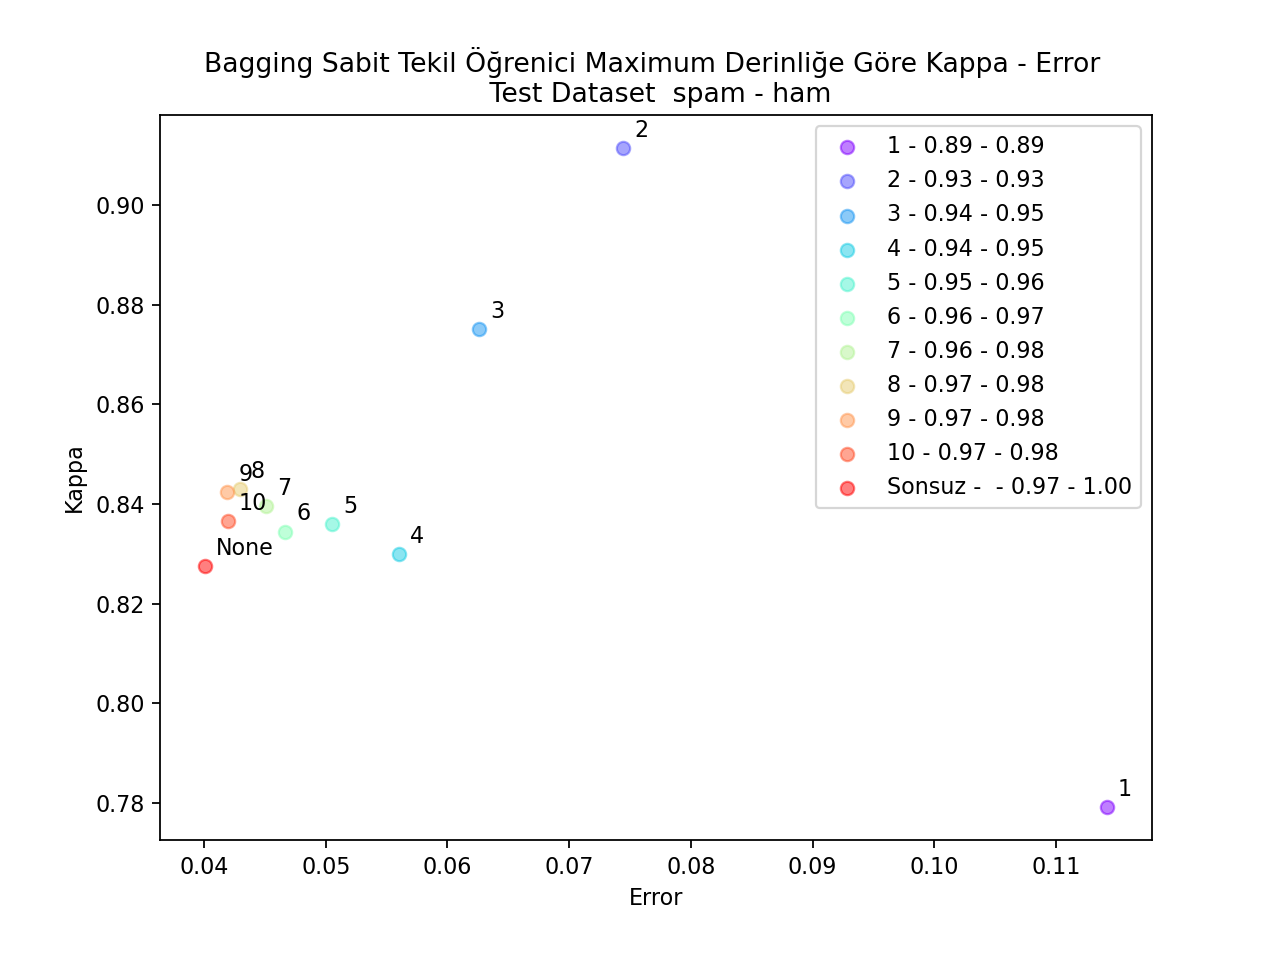 Bagging Sabit Tekil Öğrenici Maximum Derinliğe Göre Kappa - Error
Test Dataset  spam - ham
2
1 - 0.89 - 0.89
2 - 0.93 - 0.93
3 - 0.94 - 0.95
4 - 0.94 - 0.95
5 - 0.95 - 0.96
6 - 0.96 - 0.97
7 - 0.96 - 0.98
8 - 0.97 - 0.98
9 - 0.97 - 0.98
10 - 0.97 - 0.98
Sonsuz -  - 0.97 - 1.00
3
9
8
7
10
6
5
4
None
1
Kappa
0.90
0.88
0.86
0.84
0.82
0.80
0.78
0.04
0.05
0.06
0.07
0.08
0.09
0.10
0.11
Error